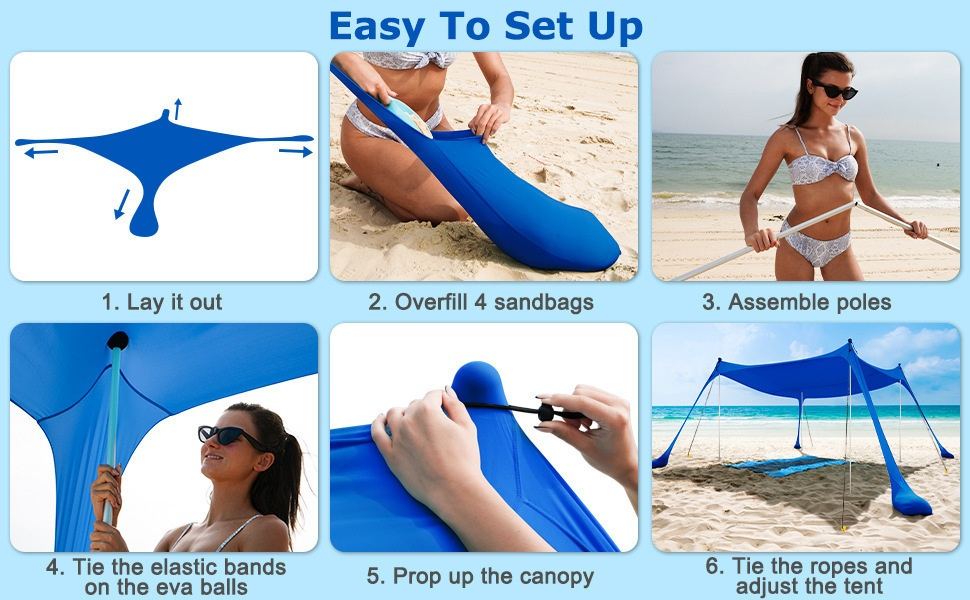 Easy To Set Up
1. Lay it out
2. Overfill 4 sandbags
3. Assemble poles
4. Tie the elastic bands
on the eva balls
5. Prop up the canopy
6. Tie the ropes and
adjust the tent